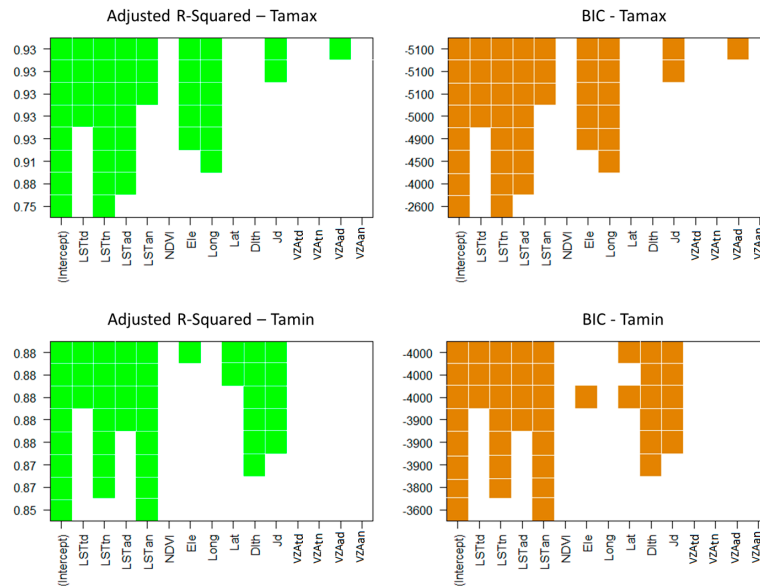 Adjusted R-Squared – Tamax
0.93
0.93
0.93
0.93
0.93
0.91
0.88
0.75
(Intercept)
LSTtd
LSTtn
LSTad
LSTan
NDVI
Ele
Long
Lat
Dlth
Jd
VZAtd
VZAtn
VZAad
VZAan
BIC - Tamax
-5100
-5100
-5100
-5000
-4900
-4500
-4000
-2600
(Intercept)
LSTtd
LSTtn
LSTad
LSTan
NDVI
Ele
Long
Lat
Dlth
Jd
VZAtd
VZAtn
VZAad
VZAan
Adjusted R-Squared – Tamin
0.88
0.88
0.88
0.88
0.88
0.87
0.87
0.85
(Intercept)
LSTtd
LSTtn
LSTad
LSTan
NDVI
Ele
Long
Lat
Dlth
Jd
VZAtd
VZAtn
VZAad
VZAan
BIC - Tamin
-4000
-4000
-4000
-3900
-3900
-3900
-3800
-3600
(Intercept)
LSTtd
LSTtn
LSTad
LSTan
NDVI
Ele
Long
Lat
Dlth
Jd
VZAtd
VZAtn
VZAad
VZAan